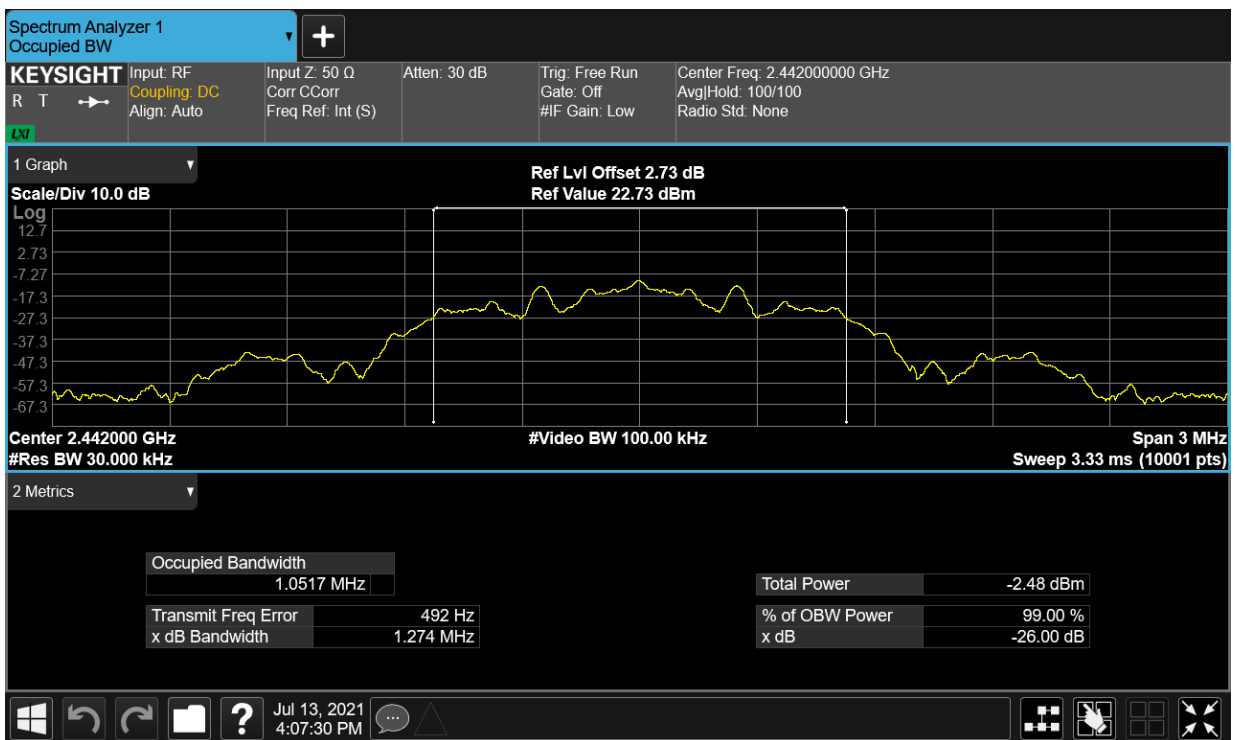 Spectrum Analyzer 1
Occupied BW
KEYSIGHT
R T
LXI
Input: RF
Coupling: DC
Align: Auto
Input Z: 50 Ω
Corr CCorr
Freq Ref: Int (S)
Atten: 30 dB
Trig: Free Run
Gate: Off
#IF Gain: Low
Center Freq: 2.442000000 GHz
Avg|Hold: 100/100
Radio Std: None
1 Graph
Scale/Div 10.0 dB
Ref Lvl Offset 2.73 dB
Ref Value 22.73 dBm
Log
12.7
2.73
-7.27
-17.3
-27.3
-37.3
-47.3
-57.3
-67.3
Center 2.442000 GHz
#Video BW 100.00 kHz
Span 3 MHz
#Res BW 30.000 kHz
Sweep 3.33 ms (10001 pts)
2 Metrics
Occupied Bandwidth
1.0517 MHz
Total Power -2.48 dBm
Transmit Freq Error 492 Hz
% of OBW Power 99.00 %
x dB Bandwidth 1.274 MHz
x dB -26.00 dB
Jul 13, 2021
4:07:30 PM